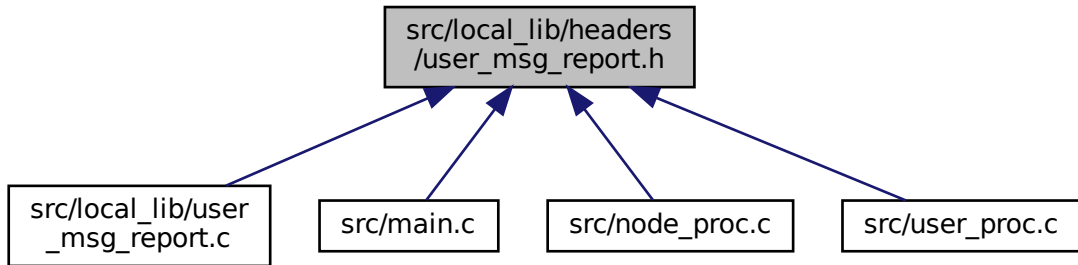 src/local_lib/headers
/user_msg_report.h
src/local_lib/user
_msg_report.c
src/main.c
src/node_proc.c
src/user_proc.c